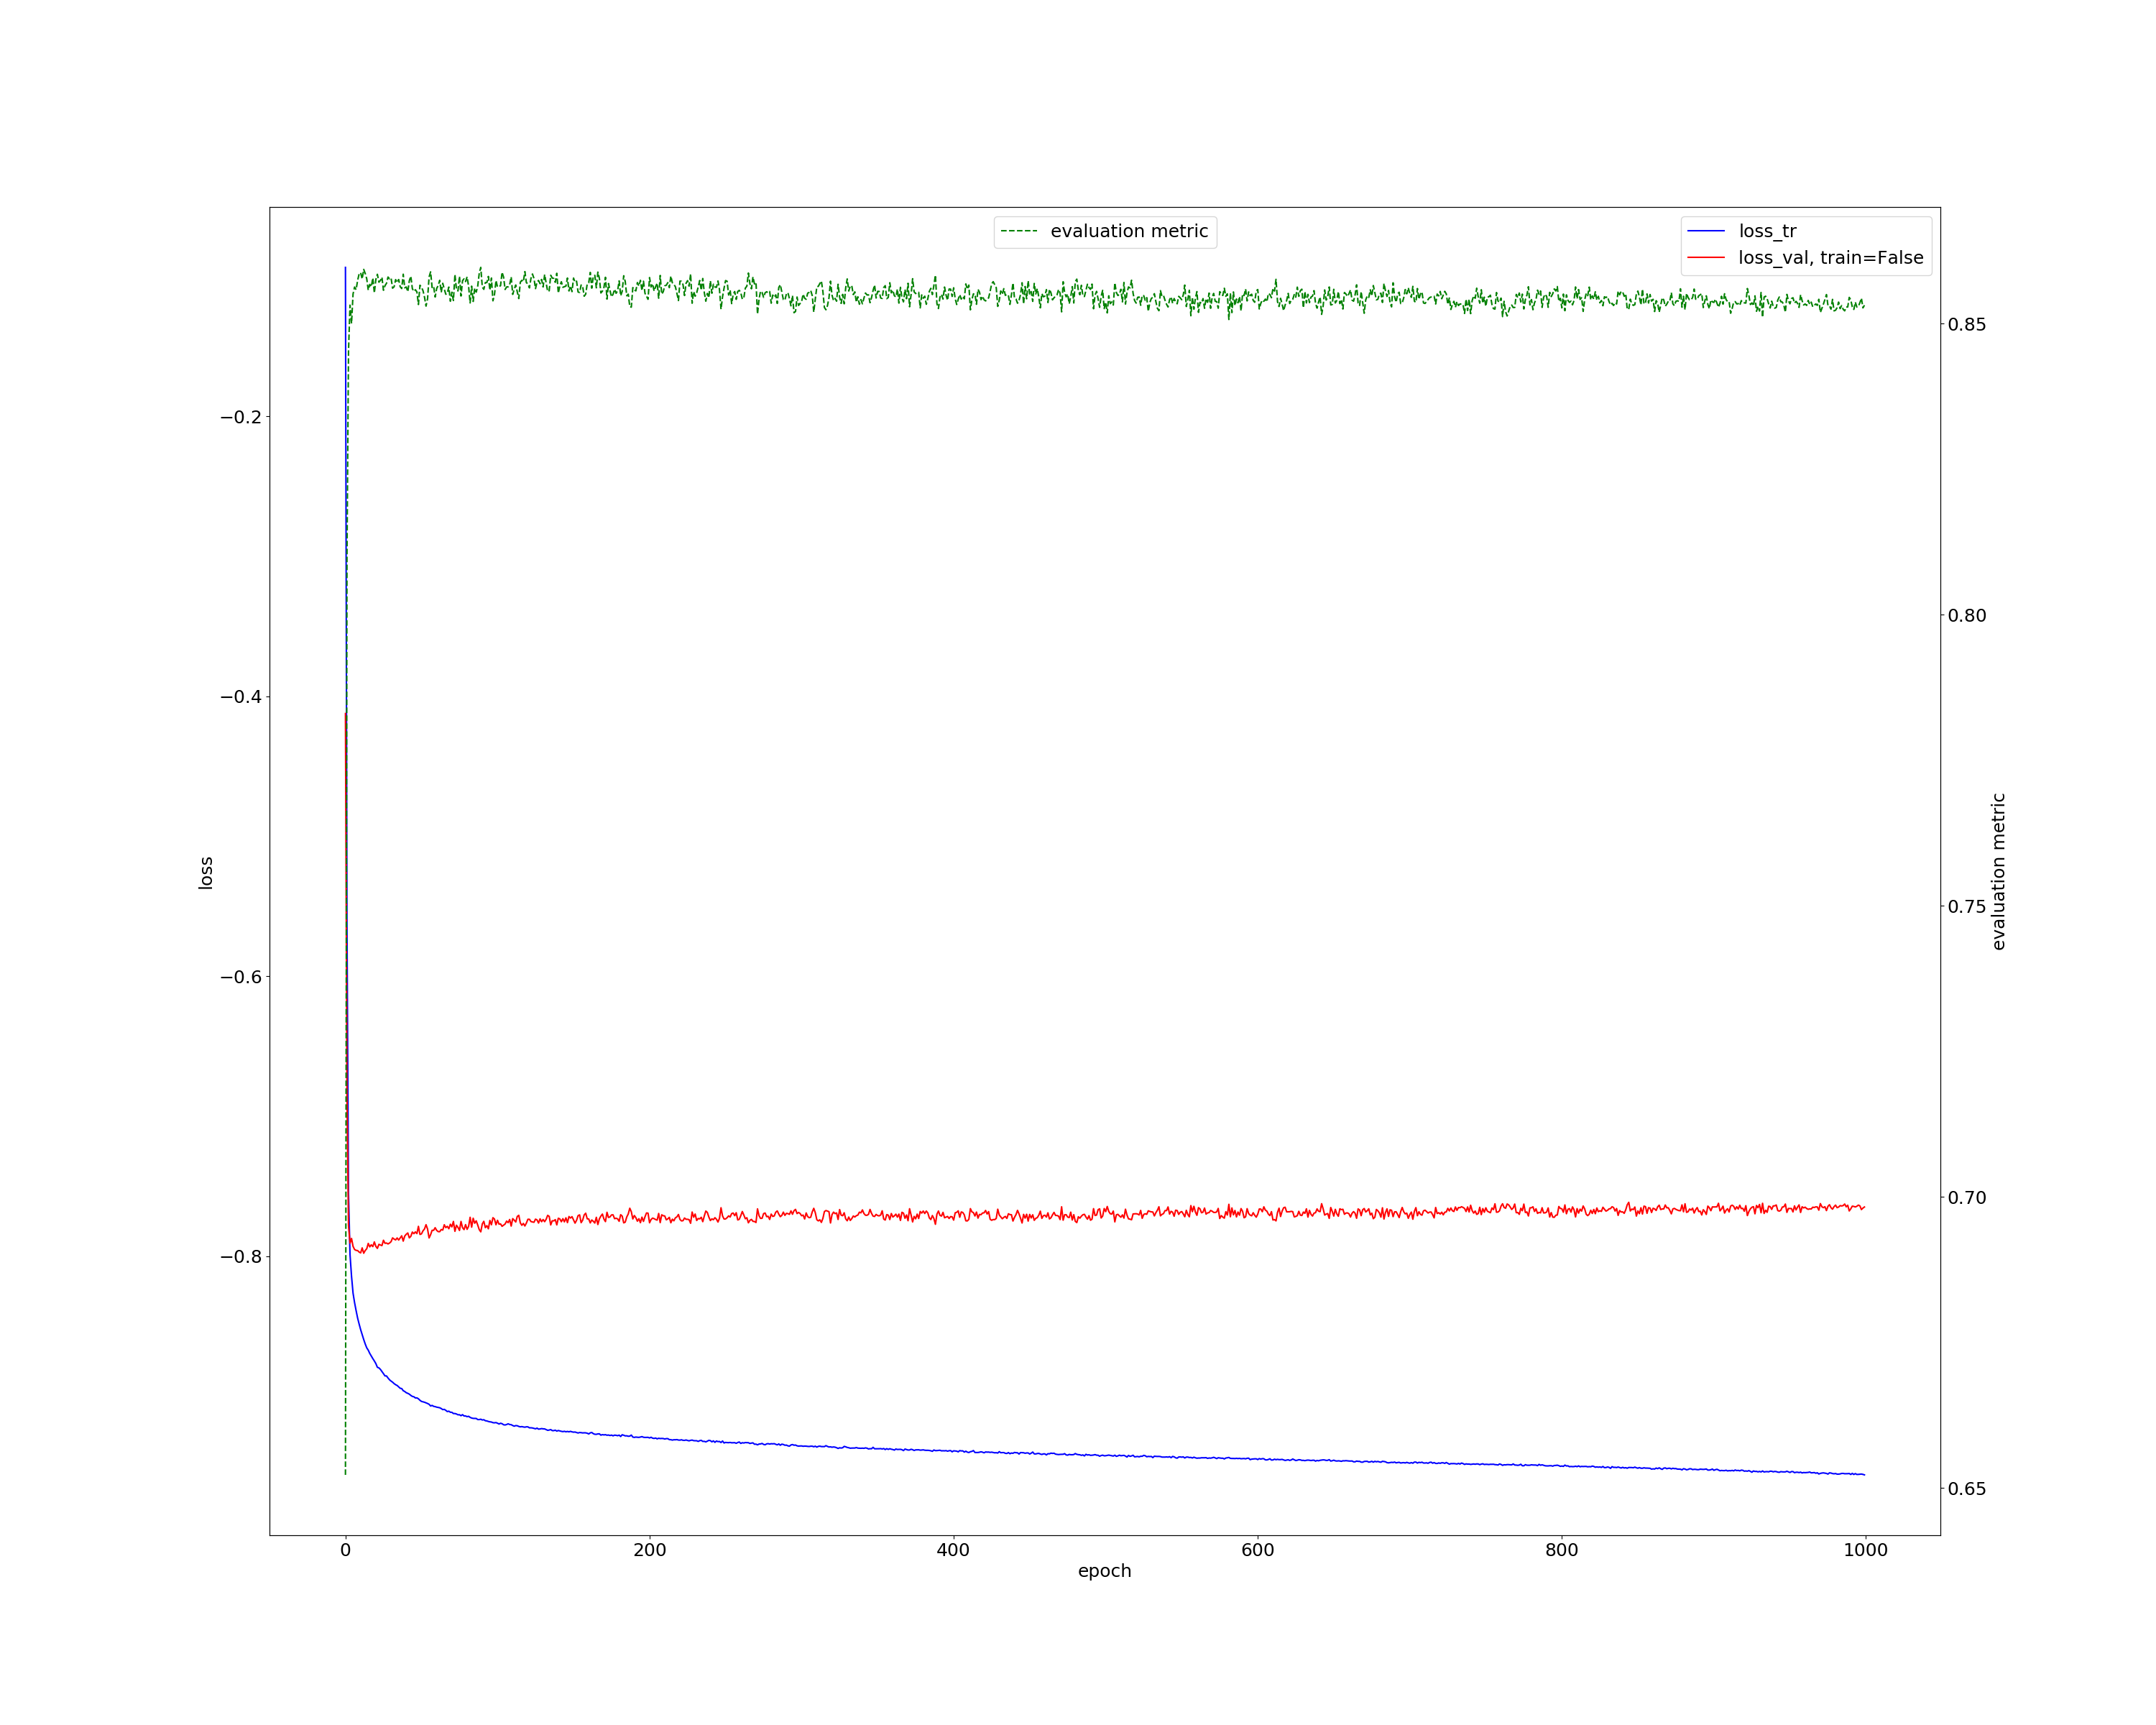 evaluation metric
loss_tr
loss_val, train=False
−0.2
−0.4
−0.6
−0.8
loss
0.85
0.80
0.75
0.70
0.65
evaluation metric
0 200 400 600 800 1000
epoch